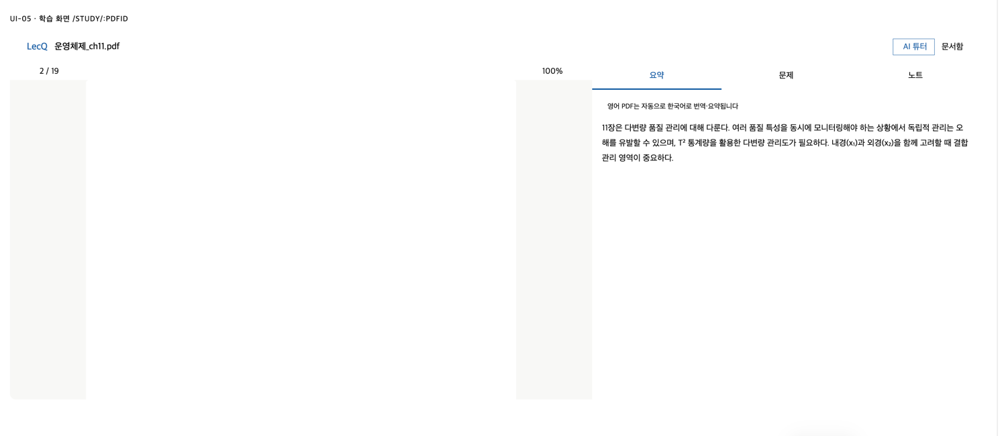 UI-05 · 학습 화면 /STUDY/:PDFID
LecQ 운영체제_ch11.pdf
AI 튜터 문서함
2 / 19
100%
요약 문제 노트
영어 PDF는 자동으로 한국어로 번역·요약됩니다
11장은 다변량 품질 관리에 대해 다룬다. 여러 품질 특성을 동시에 모니터링해야 하는 상황에서 독립적 관리는 오
해를 유발할 수 있으며, T² 통계량을 활용한 다변량 관리도가 필요하다. 내경(x₁)과 외경(x₂)을 함께 고려할 때 결합
관리 영역이 중요하다.